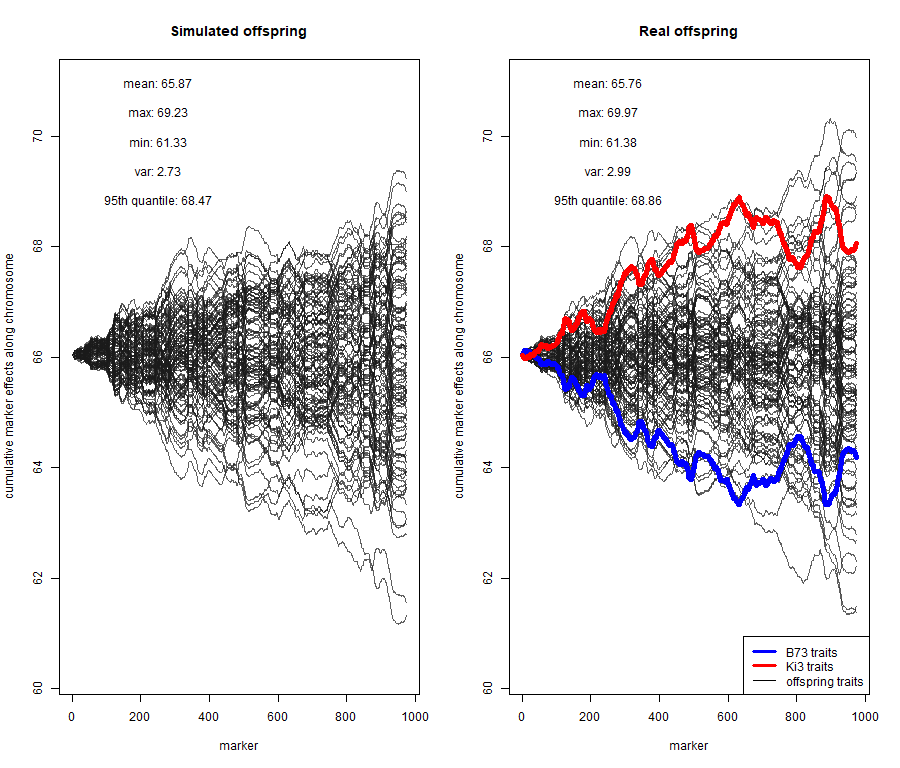 Simulated offspring
mean: 65.87
max: 69.23
min: 61.33
var: 2.73
95th quantile: 68.47
cumulative marker effects along chromosome
70
68
66
64
62
60
0 200 400 600 800 1000
marker
Real offspring
mean: 65.76
max: 69.97
min: 61.38
var: 2.99
95th quantile: 68.86
cumulative marker effects along chromosome
70
68
66
64
62
60
B73 traits
Ki3 traits
offspring traits
0 200 400 600 800 1000
marker